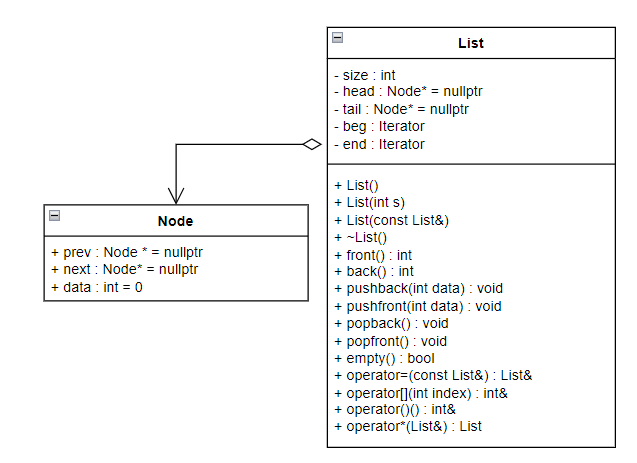 List
- size : int
- head : Node* = nullptr
- tail : Node* = nullptr
- beg : Iterator
- end : Iterator
+ List()
+ List(int s)
+ List(const List&)
+ ~List()
+ front() : int
+ back() : int
+ pushback(int data) : void
+ pushfront(int data) : void
+ popback() : void
+ popfront() : void
+ empty() : bool
+ operator=(const List&) : List&
+ operator[](int index) : int&
+ operator()() : int&
+ operator*(List&) : List
Node
+ prev : Node * = nullptr
+ next : Node* = nullptr
+ data : int = 0